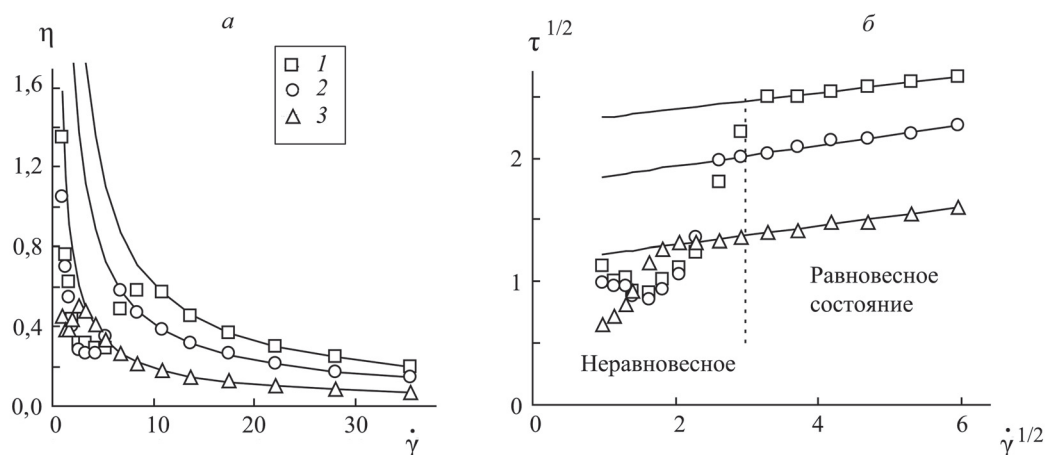 а
η
1,6
1,2
0,8
0,4
0,0
0
10
20
30
γ̇
1
2
3
б
τ 1/2
2
1
0
0
2
4
6
γ̇ 1/2
Неравновесное
Равновесное
состояние